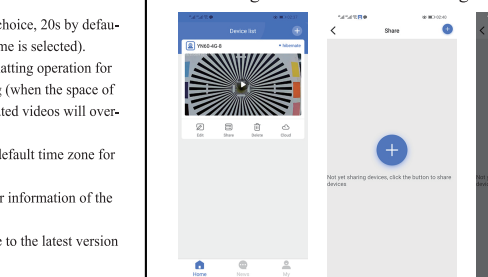 choice, 20s by defau-
me is selected).
atting operation for
g (when the space of
ted videos will over-
default time zone for
r information of the
e to the latest version
Device list
YN60-4G-8
Hibernate
Edit
Share
Delete
Cloud
Home
News
My
Share
Not yet sharing devices, click the button to share
devices